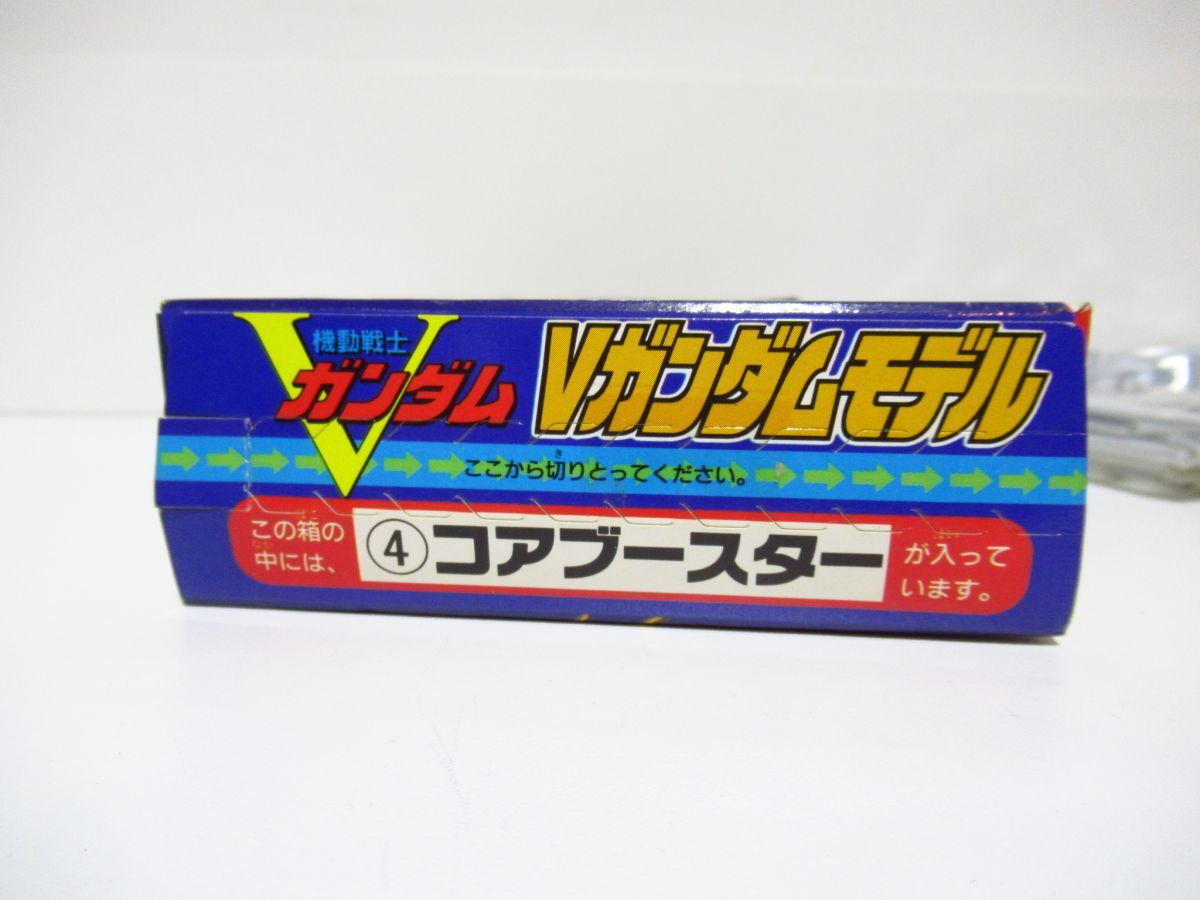 機動戦士
Vガンダム
Vガンダムモデル
ここから切りとってください。
この箱の
中には、
④コアブースター
が入って
います。